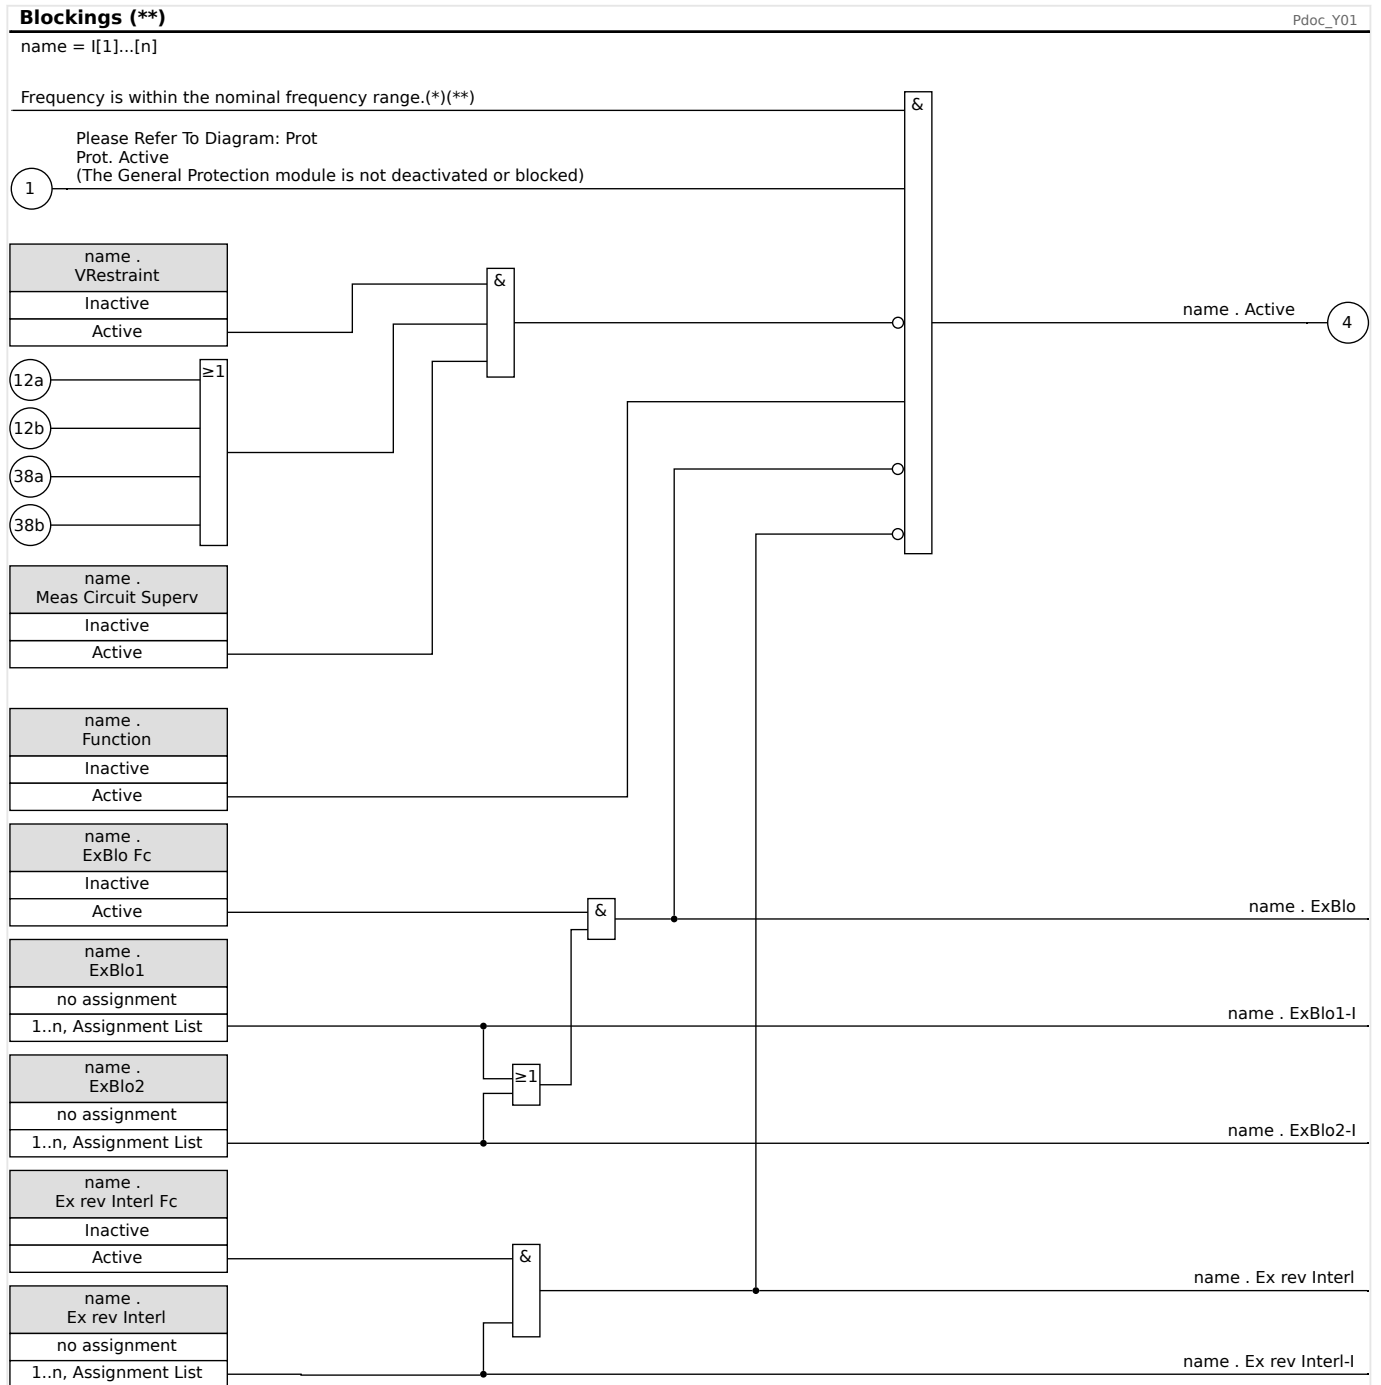 Blockings (**)
Pdoc_Y01
name = I[1]...[n]
Frequency is within the nominal frequency range.(*)(**)
&
Please Refer To Diagram: Prot
Prot. Active
(The General Protection module is not deactivated or blocked)
1
name .
VRestraint
Inactive
Active
&
name . Active
4
12a
≥1
12b
38a
38b
name .
Meas Circuit Superv
Inactive
Active
name .
Function
Inactive
Active
name .
ExBlo Fc
Inactive
Active
&
name . ExBlo
name .
ExBlo1
no assignment
1..n, Assignment List
name . ExBlo1-I
name .
ExBlo2
no assignment
1..n, Assignment List
≥1
name . ExBlo2-I
name .
Ex rev Interl Fc
Inactive
Active
&
name . Ex rev Interl
name .
Ex rev Interl
no assignment
1..n, Assignment List
name . Ex rev Interl-I